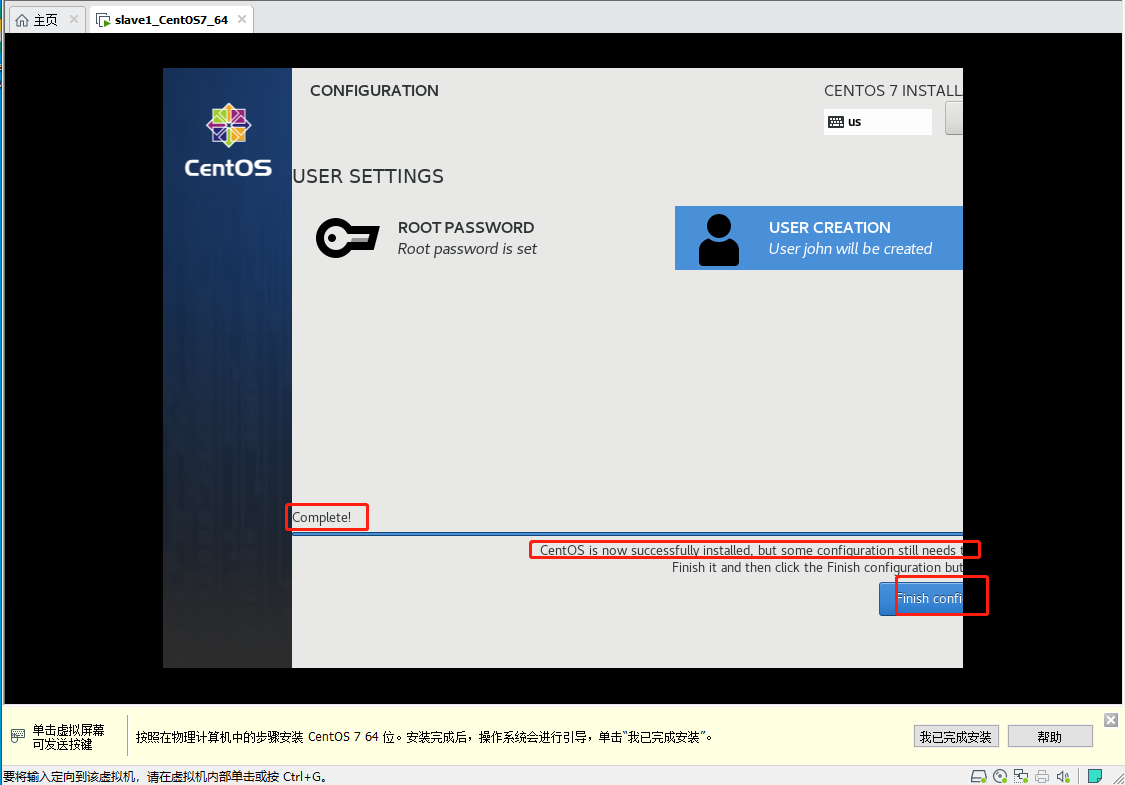 主页
slave1_CentOS7_64
CONFIGURATION
CENTOS 7 INSTALL
us
CentOS
USER SETTINGS
ROOT PASSWORD
Root password is set
USER CREATION
User john will be created
Complete!
CentOS is now successfully installed, but some configuration still needs t
Finish it and then click the Finish configuration but
Finish confi
单击虚拟屏幕
可发送按键
按照在物理计算机中的步骤安装 CentOS 7 64 位。安装完成后，操作系统会进行引导，单击“我已完成安装”。
我已完成安装
帮助
要将输入定向到该虚拟机，请在虚拟机内部单击或按 Ctrl+G。